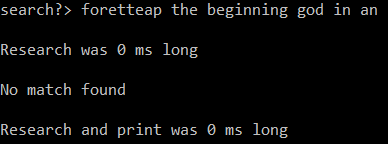 search?> foretteap the beginning god in an
Research was 0 ms long
No match found
Research and print was 0 ms long